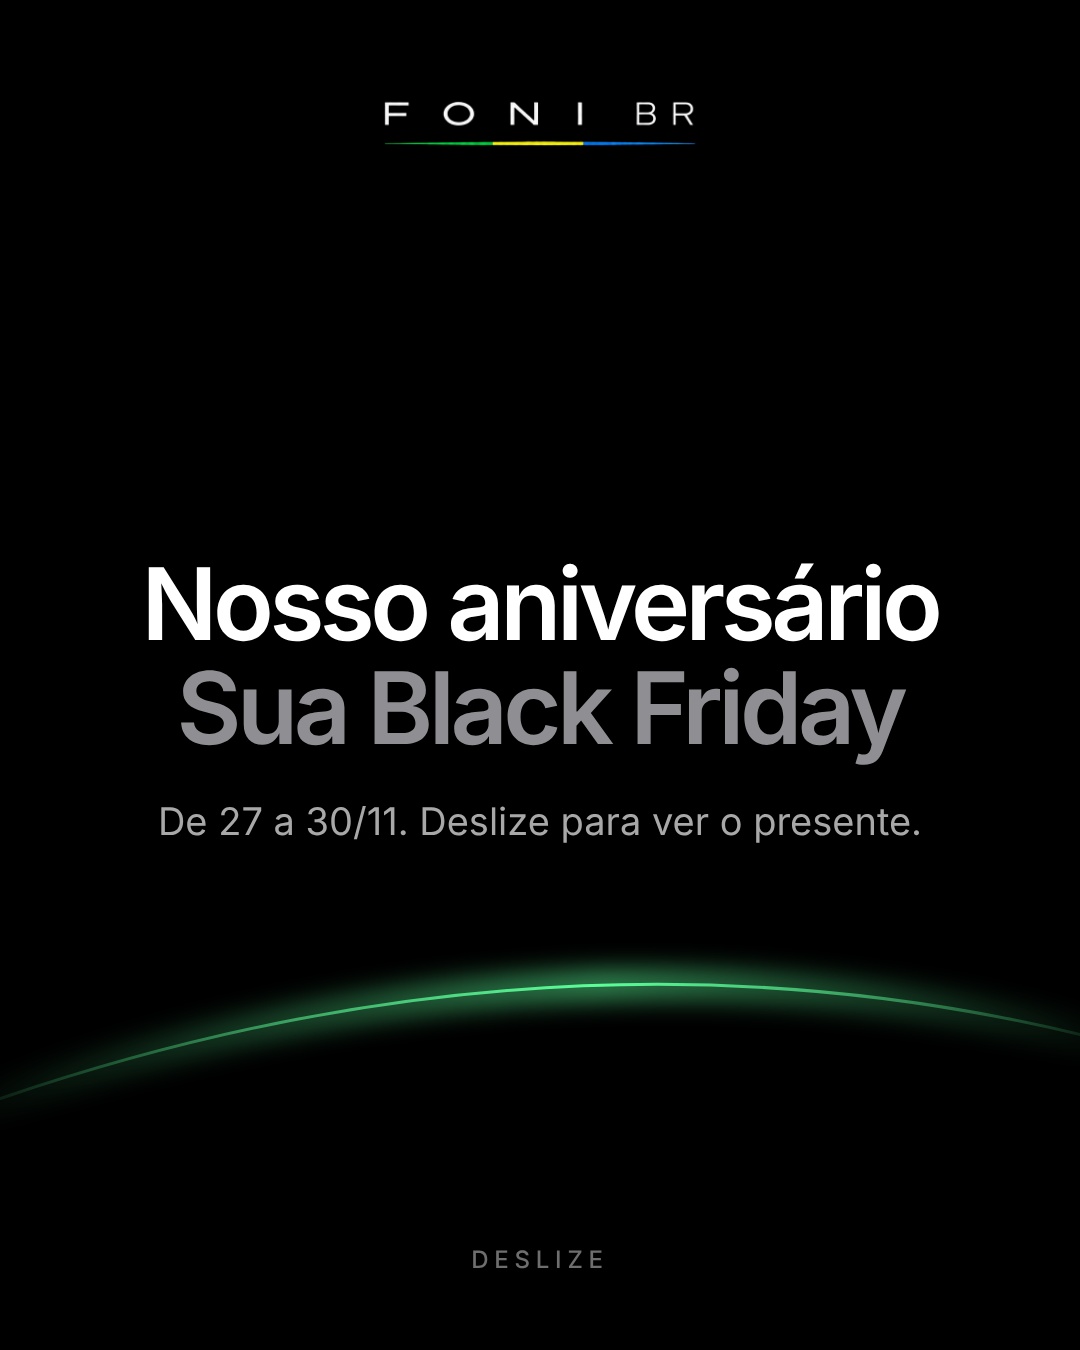 FONI BR
Nosso aniversário
Sua Black Friday
De 27 a 30/11. Deslize para ver o presente.
DESLIZE